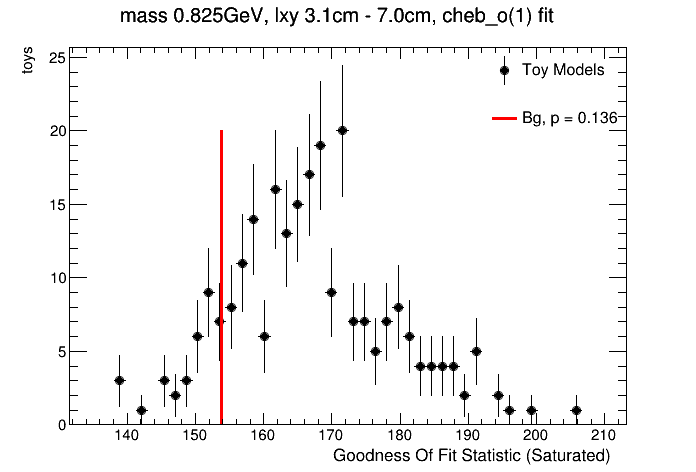 mass 0.825GeV, lxy 3.1cm - 7.0cm, cheb_o(1) fit
toys
25
20
15
10
5
0
Toy Models
Bg, p = 0.136
140 150 160 170 180 190 200 210
Goodness Of Fit Statistic (Saturated)